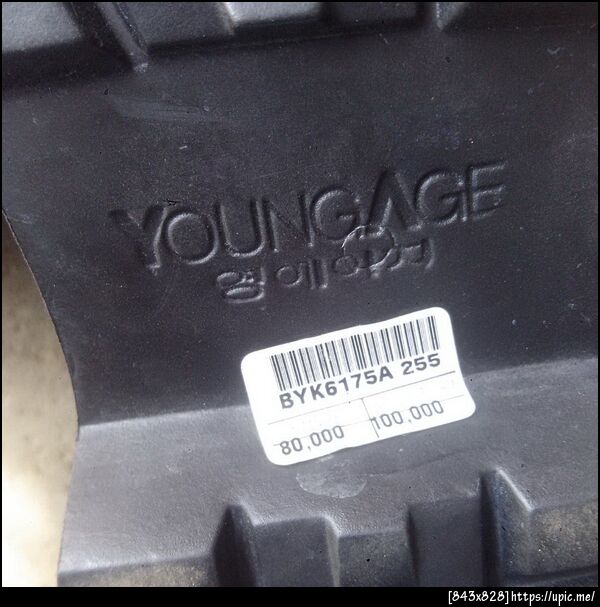 YOUNGAGE
영에이지
BYK6175A 255
80,000 100,000
[843x828]https://upic.me/